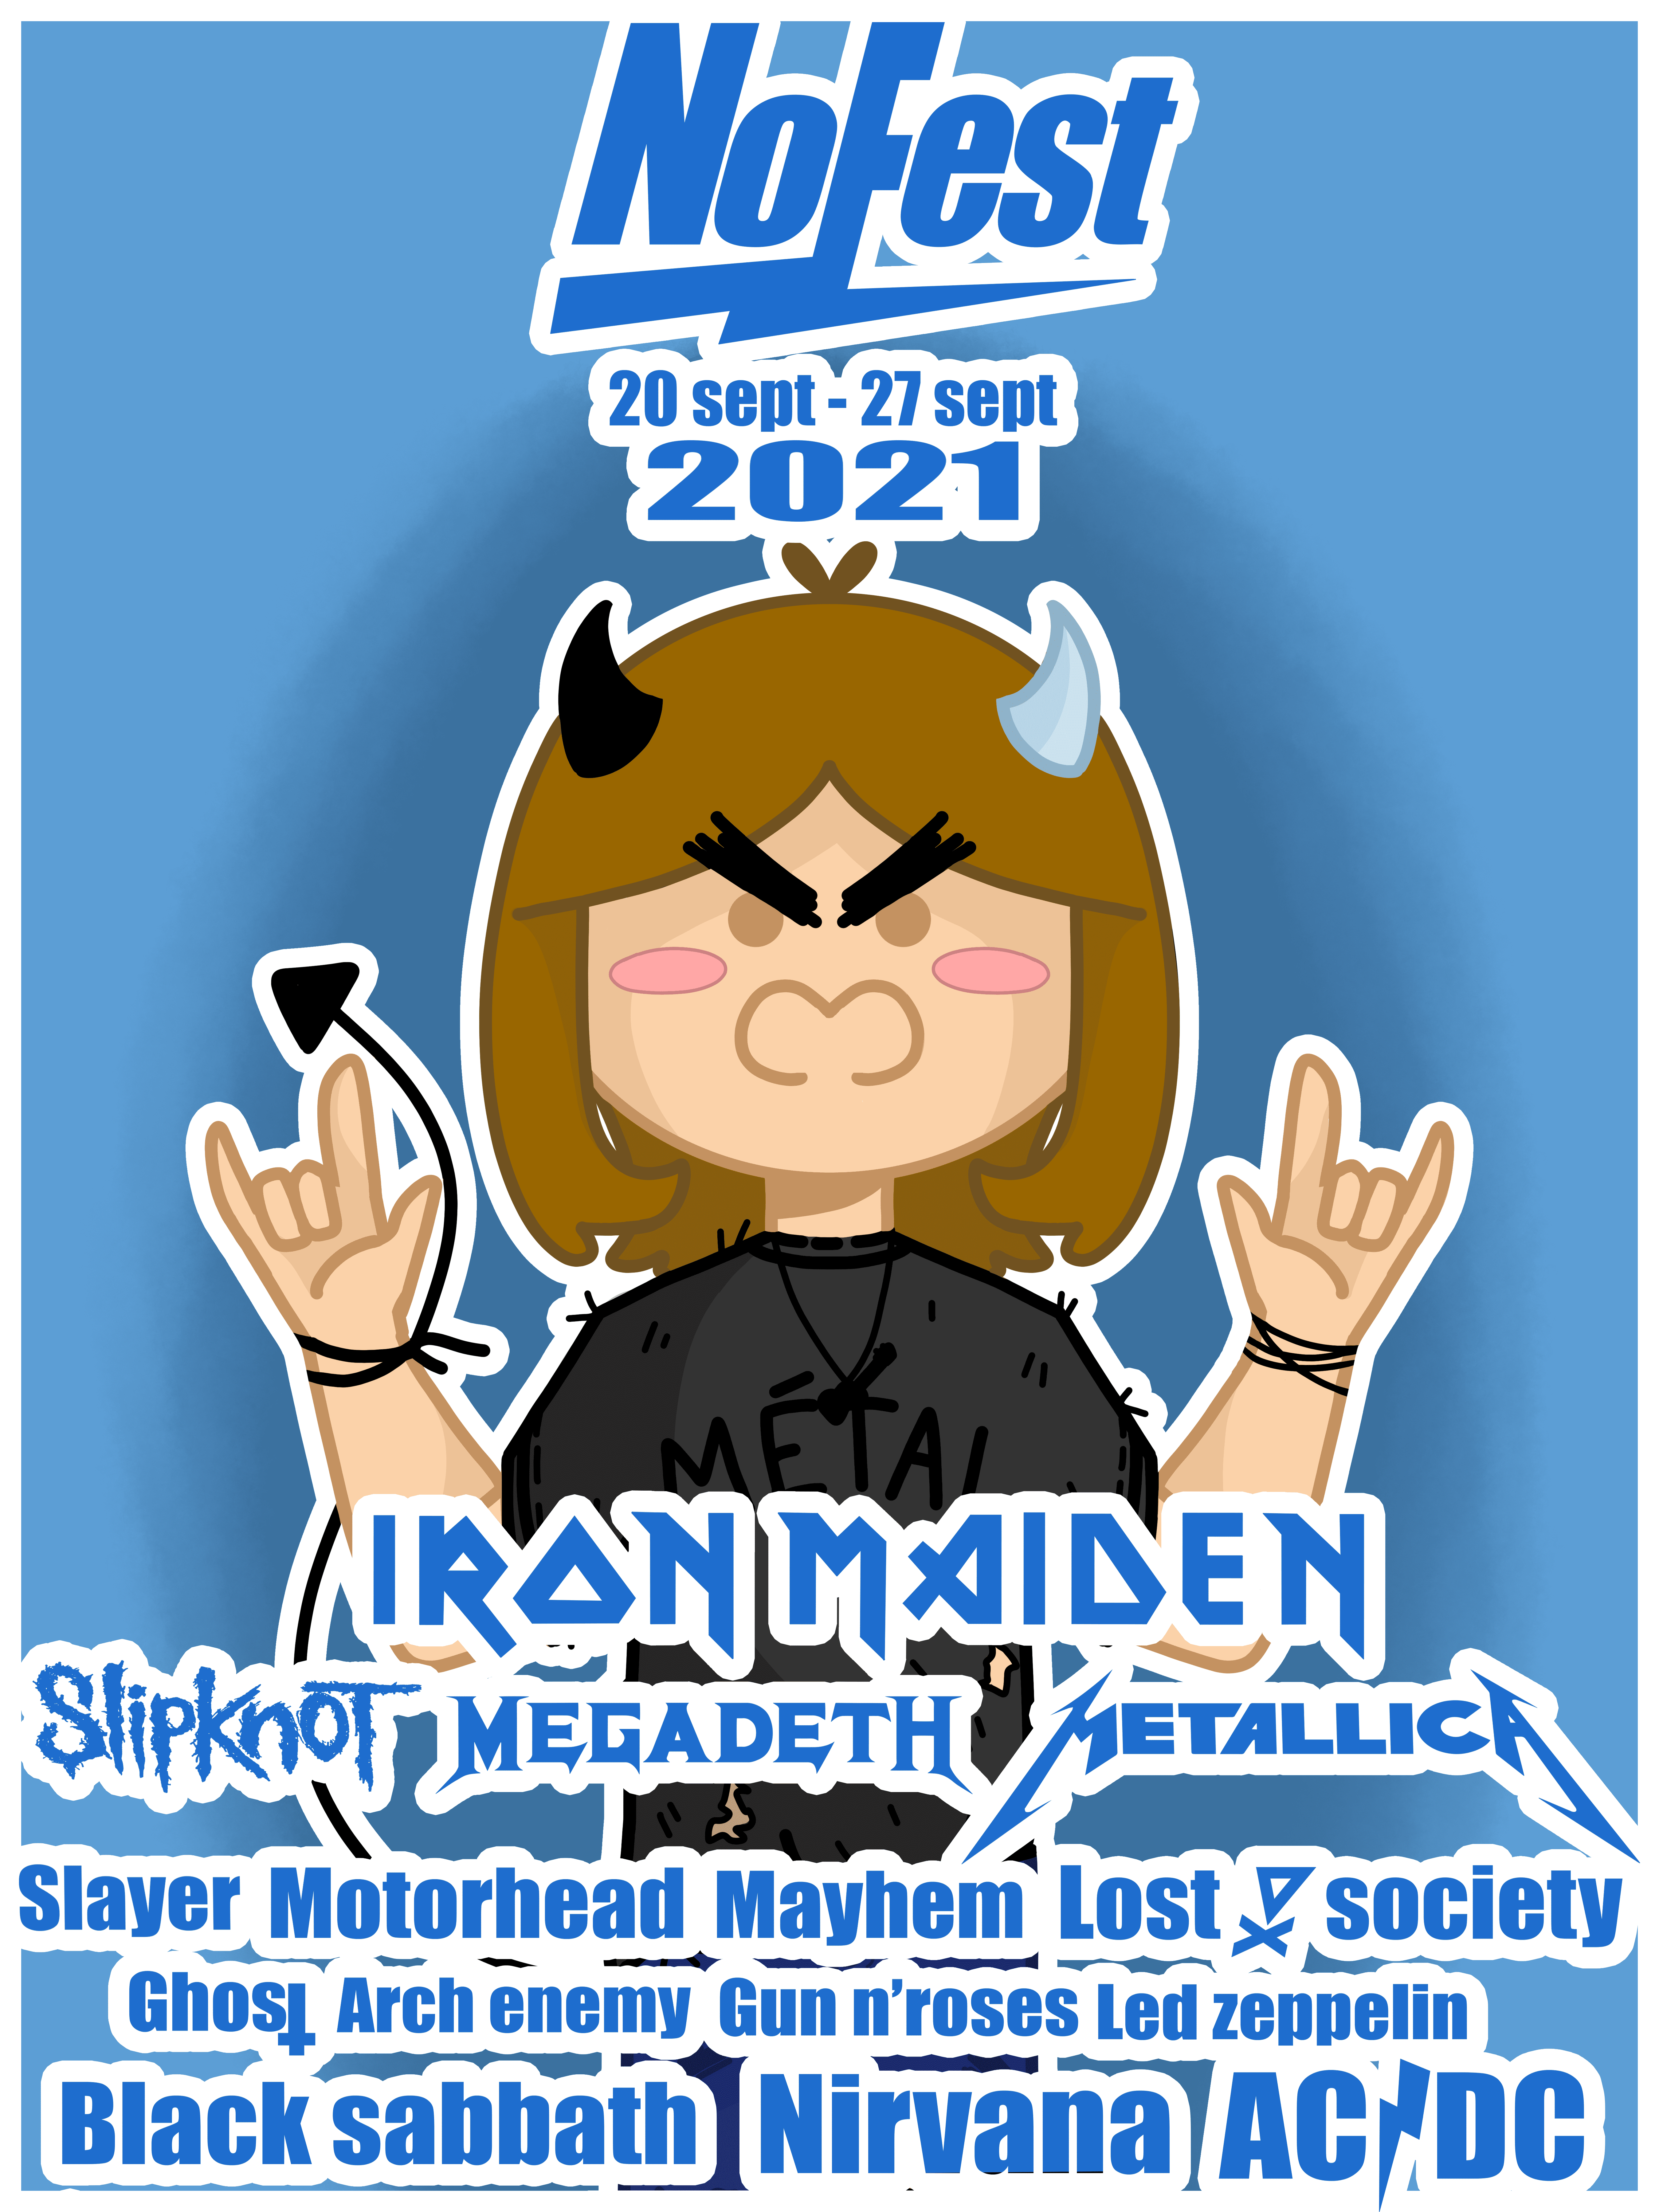 NoFest
20 sept - 27 sept
2021
MÉTAL
IRON MAIDEN
SlipKnoT MEGADETH METALLICA
Slayer Motorhead Mayhem Lost society
Ghost Arch enemy Gun n'roses Led zeppelin
Black sabbath Nirvana AC DC